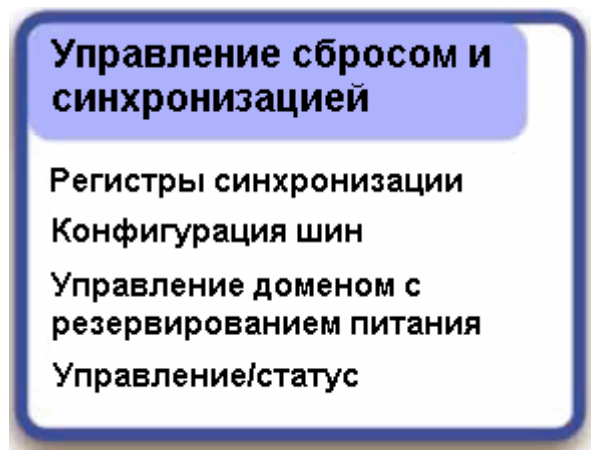 Управление сбросом и
синхронизацией
Регистры синхронизации
Конфигурация шин
Управление доменом с
резервированием питания
Управление/статус